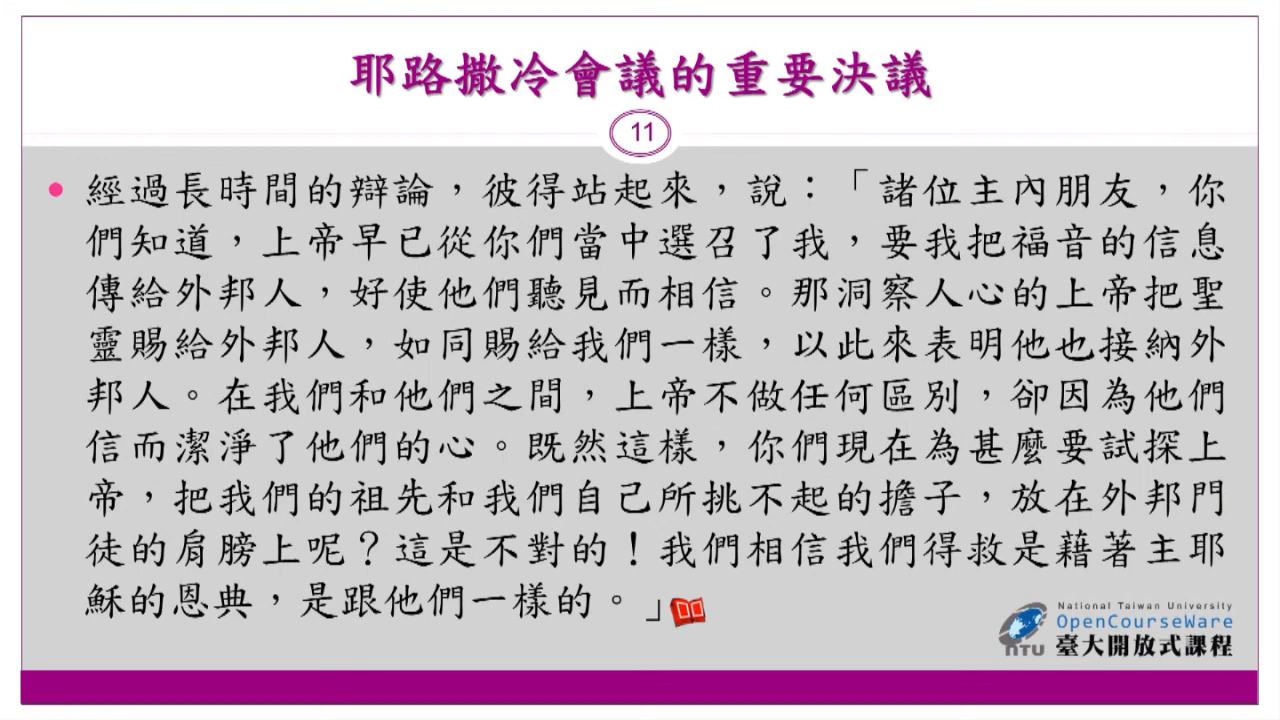 耶路撒冷會議的重要決議
11
• 經過長時間的辯論，彼得站起來，說：「諸位主內朋友，你
們知道，上帝早已從你們當中選召了我，要我把福音的信息
傳給外邦人，好使他們聽見而相信。那洞察人心的上帝把聖
靈賜給外邦人，如同賜給我們一樣，以此來表明他也接納外
邦人。在我們和他們之間，上帝不做任何區別，卻因為他們
信而潔淨了他們的心。既然這樣，你們現在為甚麼要試探上
帝，把我們的祖先和我們自己所挑不起的擔子，放在外邦門
徒的肩膀上呢？這是不對的！我們相信我們得救是藉著主耶
穌的恩典，是跟他們一樣的。」
National Taiwan University
OpenCourseWare
NTU 臺大開放式課程